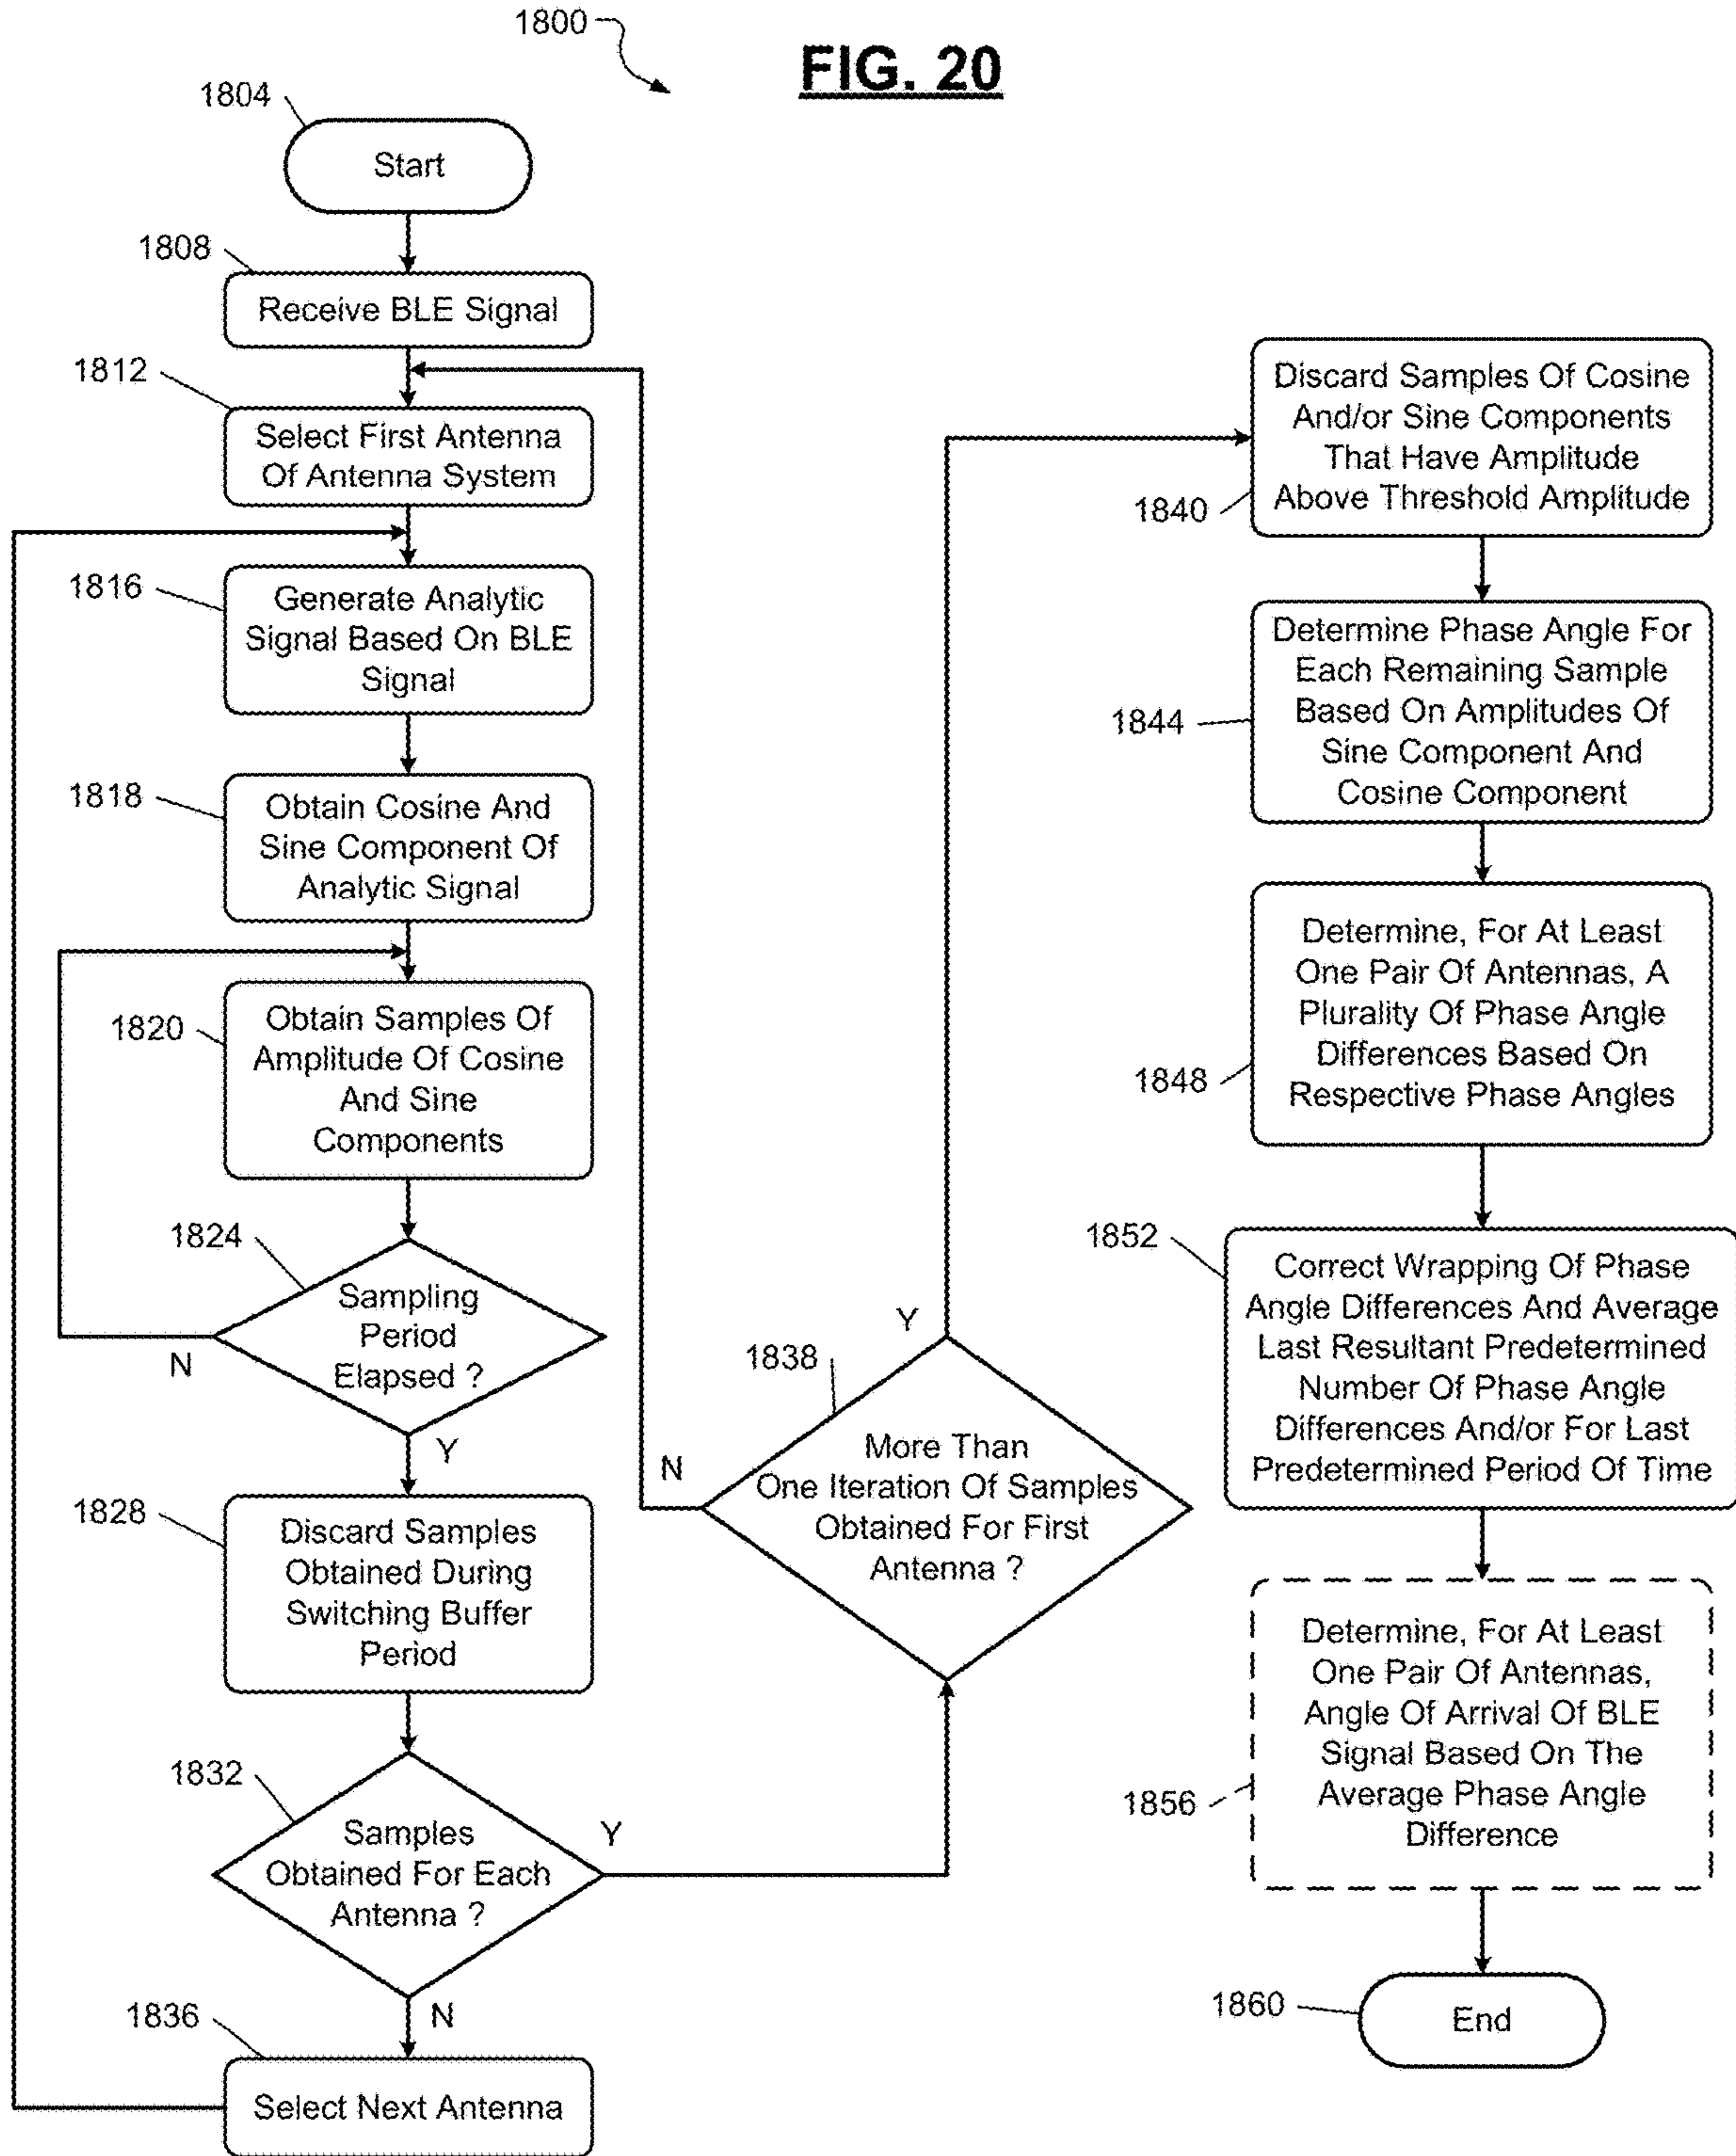 1800
FIG. 20
1804
Start
1808
Receive BLE Signal
1812
Select First Antenna
Of Antenna System
1816
Generate Analytic
Signal Based On BLE
Signal
1818
Obtain Cosine And
Sine Component Of
Analytic Signal
1820
Obtain Samples Of
Amplitude Of Cosine
And Sine
Components
1824
Sampling
Period
Elapsed ?
N
Y
1828
Discard Samples
Obtained During
Switching Buffer
Period
1832
Samples
Obtained For Each
Antenna ?
Y
N
1836
Select Next Antenna
1838
More Than
One Iteration Of Samples
Obtained For First
Antenna ?
N
Y
1840
Discard Samples Of Cosine
And/or Sine Components
That Have Amplitude
Above Threshold Amplitude
1844
Determine Phase Angle For
Each Remaining Sample
Based On Amplitudes Of
Sine Component And
Cosine Component
1848
Determine, For At Least
One Pair Of Antennas, A
Plurality Of Phase Angle
Differences Based On
Respective Phase Angles
1852
Correct Wrapping Of Phase
Angle Differences And Average
Last Resultant Predetermined
Number Of Phase Angle
Differences And/or For Last
Predetermined Period Of Time
1856
Determine, For At Least
One Pair Of Antennas,
Angle Of Arrival Of BLE
Signal Based On The
Average Phase Angle
Difference
1860
End